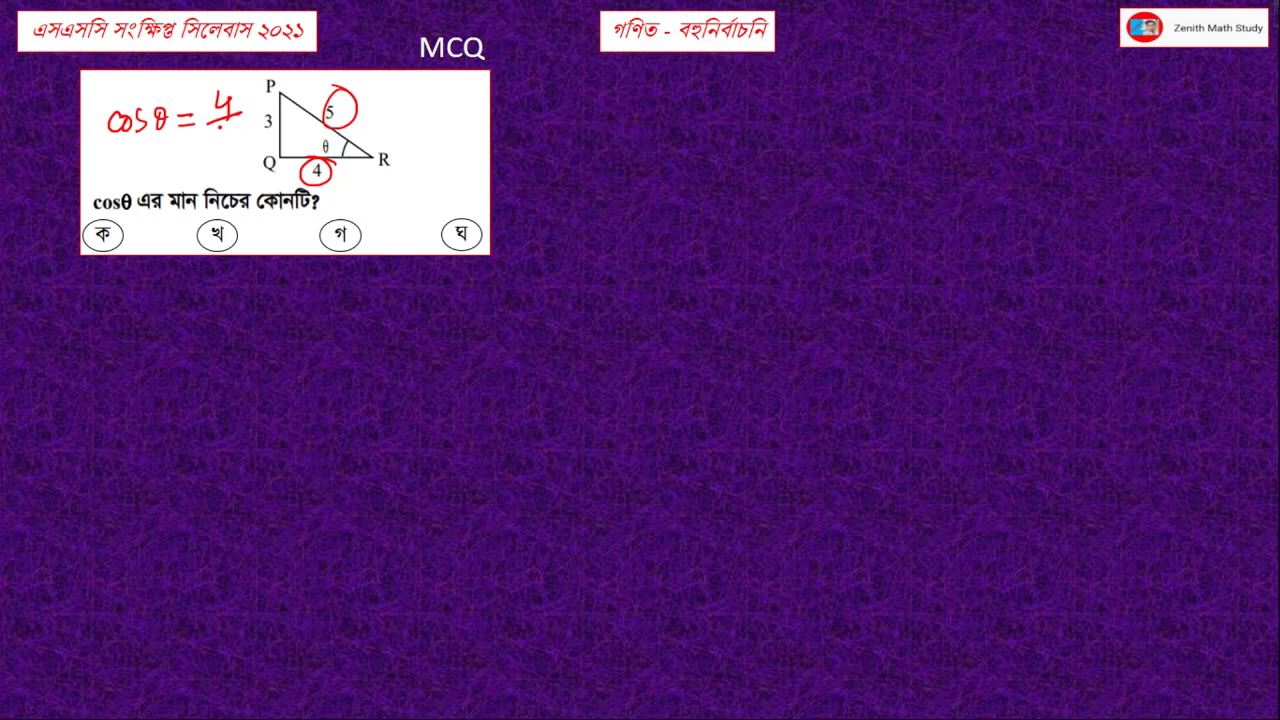 এসএসসি সংক্ষিপ্ত সিলেবাস ২০২১
MCQ
গণিত - বহুনির্বাচনি
Zenith Math Study
cosθ = 4
P
3
5
θ
Q
4
R
cosθ এর মান নিচের কোনটি?
ক খ গ ঘ